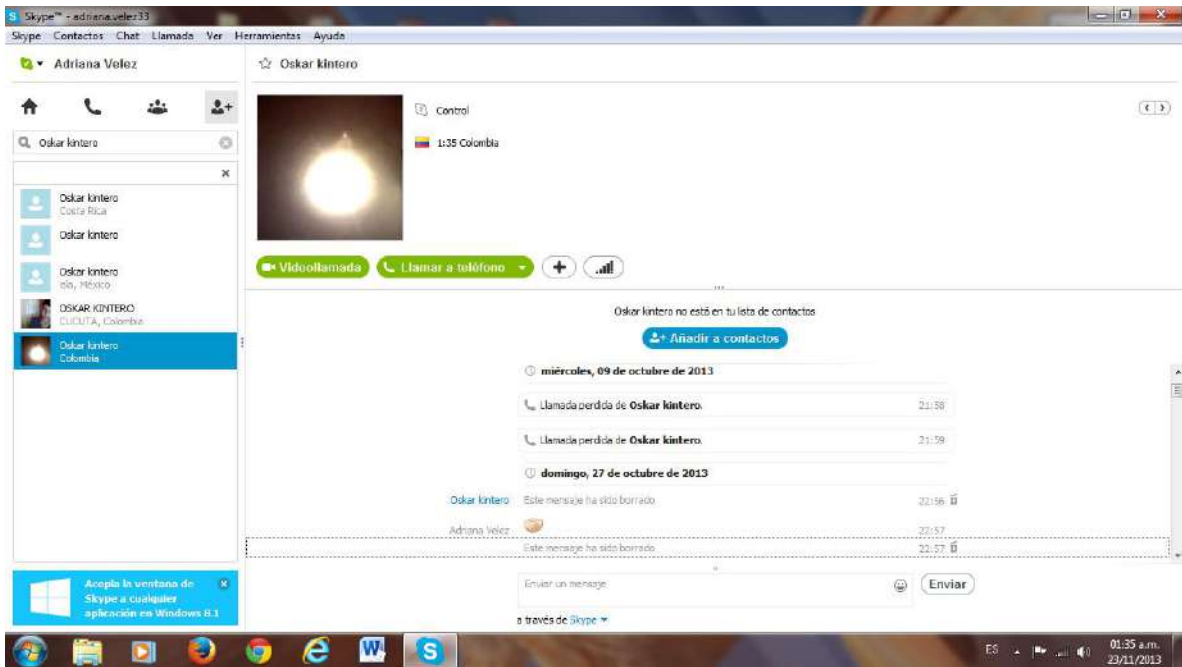 Skype™ - adriana.velez33
Skype Contactos Chat Llamada Ver Herramientas Ayuda
Adriana Velez
Oskar kintero
Oskar kintero
Costa Rica
Oskar kintero
Oskar kintero
isla, México
OSKAR KINTERO
CUCUTA, Colombia
Oskar kintero
Colombia
Acopla la ventana de
Skype a cualquier
aplicación en Windows 8.1
Oskar kintero
Control
1:35 Colombia
Videollamada
Llamar a teléfono
Oskar kintero no está en tu lista de contactos
Añadir a contactos
miércoles, 09 de octubre de 2013
Llamada perdida de Oskar kintero. 21:58
Llamada perdida de Oskar kintero. 21:59
domingo, 27 de octubre de 2013
Oskar kintero Este mensaje ha sido borrado 22:56
Adriana Velez 22:57
Este mensaje ha sido borrado 22:57
Enviar un mensaje
Enviar
a través de Skype
ES
01:35 a.m.
23/11/2013